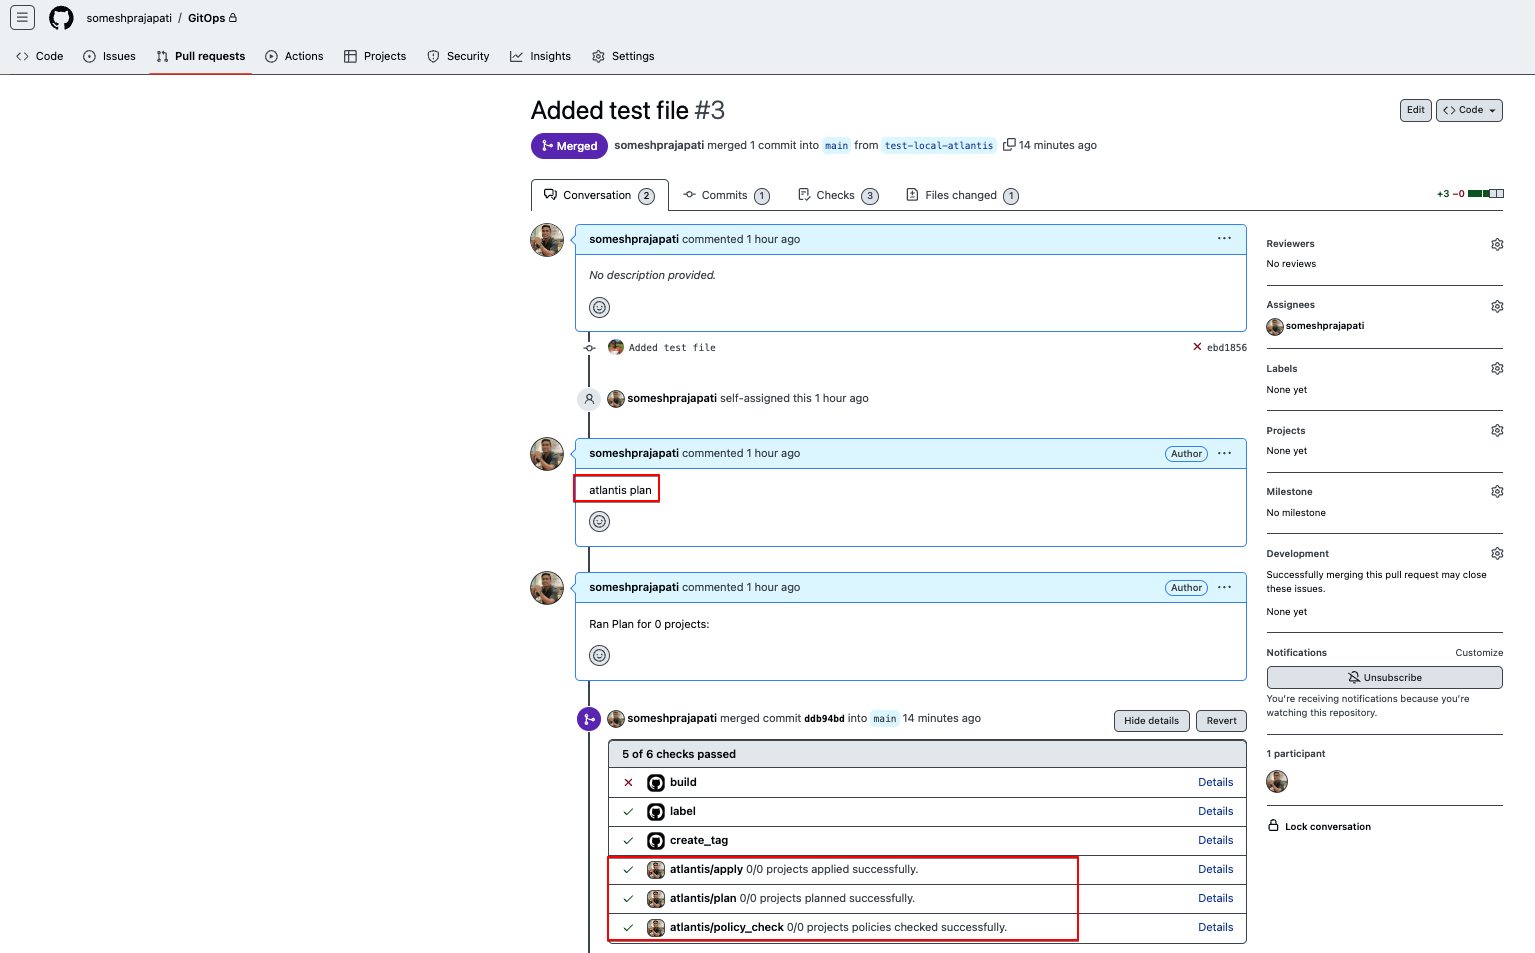 someshprajapati / GitOps
Code Issues Pull requests Actions Projects Security Insights Settings
Added test file #3
Edit <> Code
Merged someshprajapati merged 1 commit into main from test-local-atlantis 14 minutes ago
Conversation 2 Commits 1 Checks 3 Files changed 1
+3 −0
someshprajapati commented 1 hour ago ...
No description provided.
Added test file ebd1856
someshprajapati self-assigned this 1 hour ago
someshprajapati commented 1 hour ago Author ...
atlantis plan
someshprajapati commented 1 hour ago Author ...
Ran Plan for 0 projects:
someshprajapati merged commit ddb94bd into main 14 minutes ago Hide details Revert
5 of 6 checks passed
build Details
label Details
create_tag Details
atlantis/apply 0/0 projects applied successfully. Details
atlantis/plan 0/0 projects planned successfully. Details
atlantis/policy_check 0/0 projects policies checked successfully. Details
Reviewers
No reviews
Assignees
someshprajapati
Labels
None yet
Projects
None yet
Milestone
No milestone
Development
Successfully merging this pull request may close
these issues.
None yet
Notifications Customize
Unsubscribe
You're receiving notifications because you're
watching this repository.
1 participant
Lock conversation